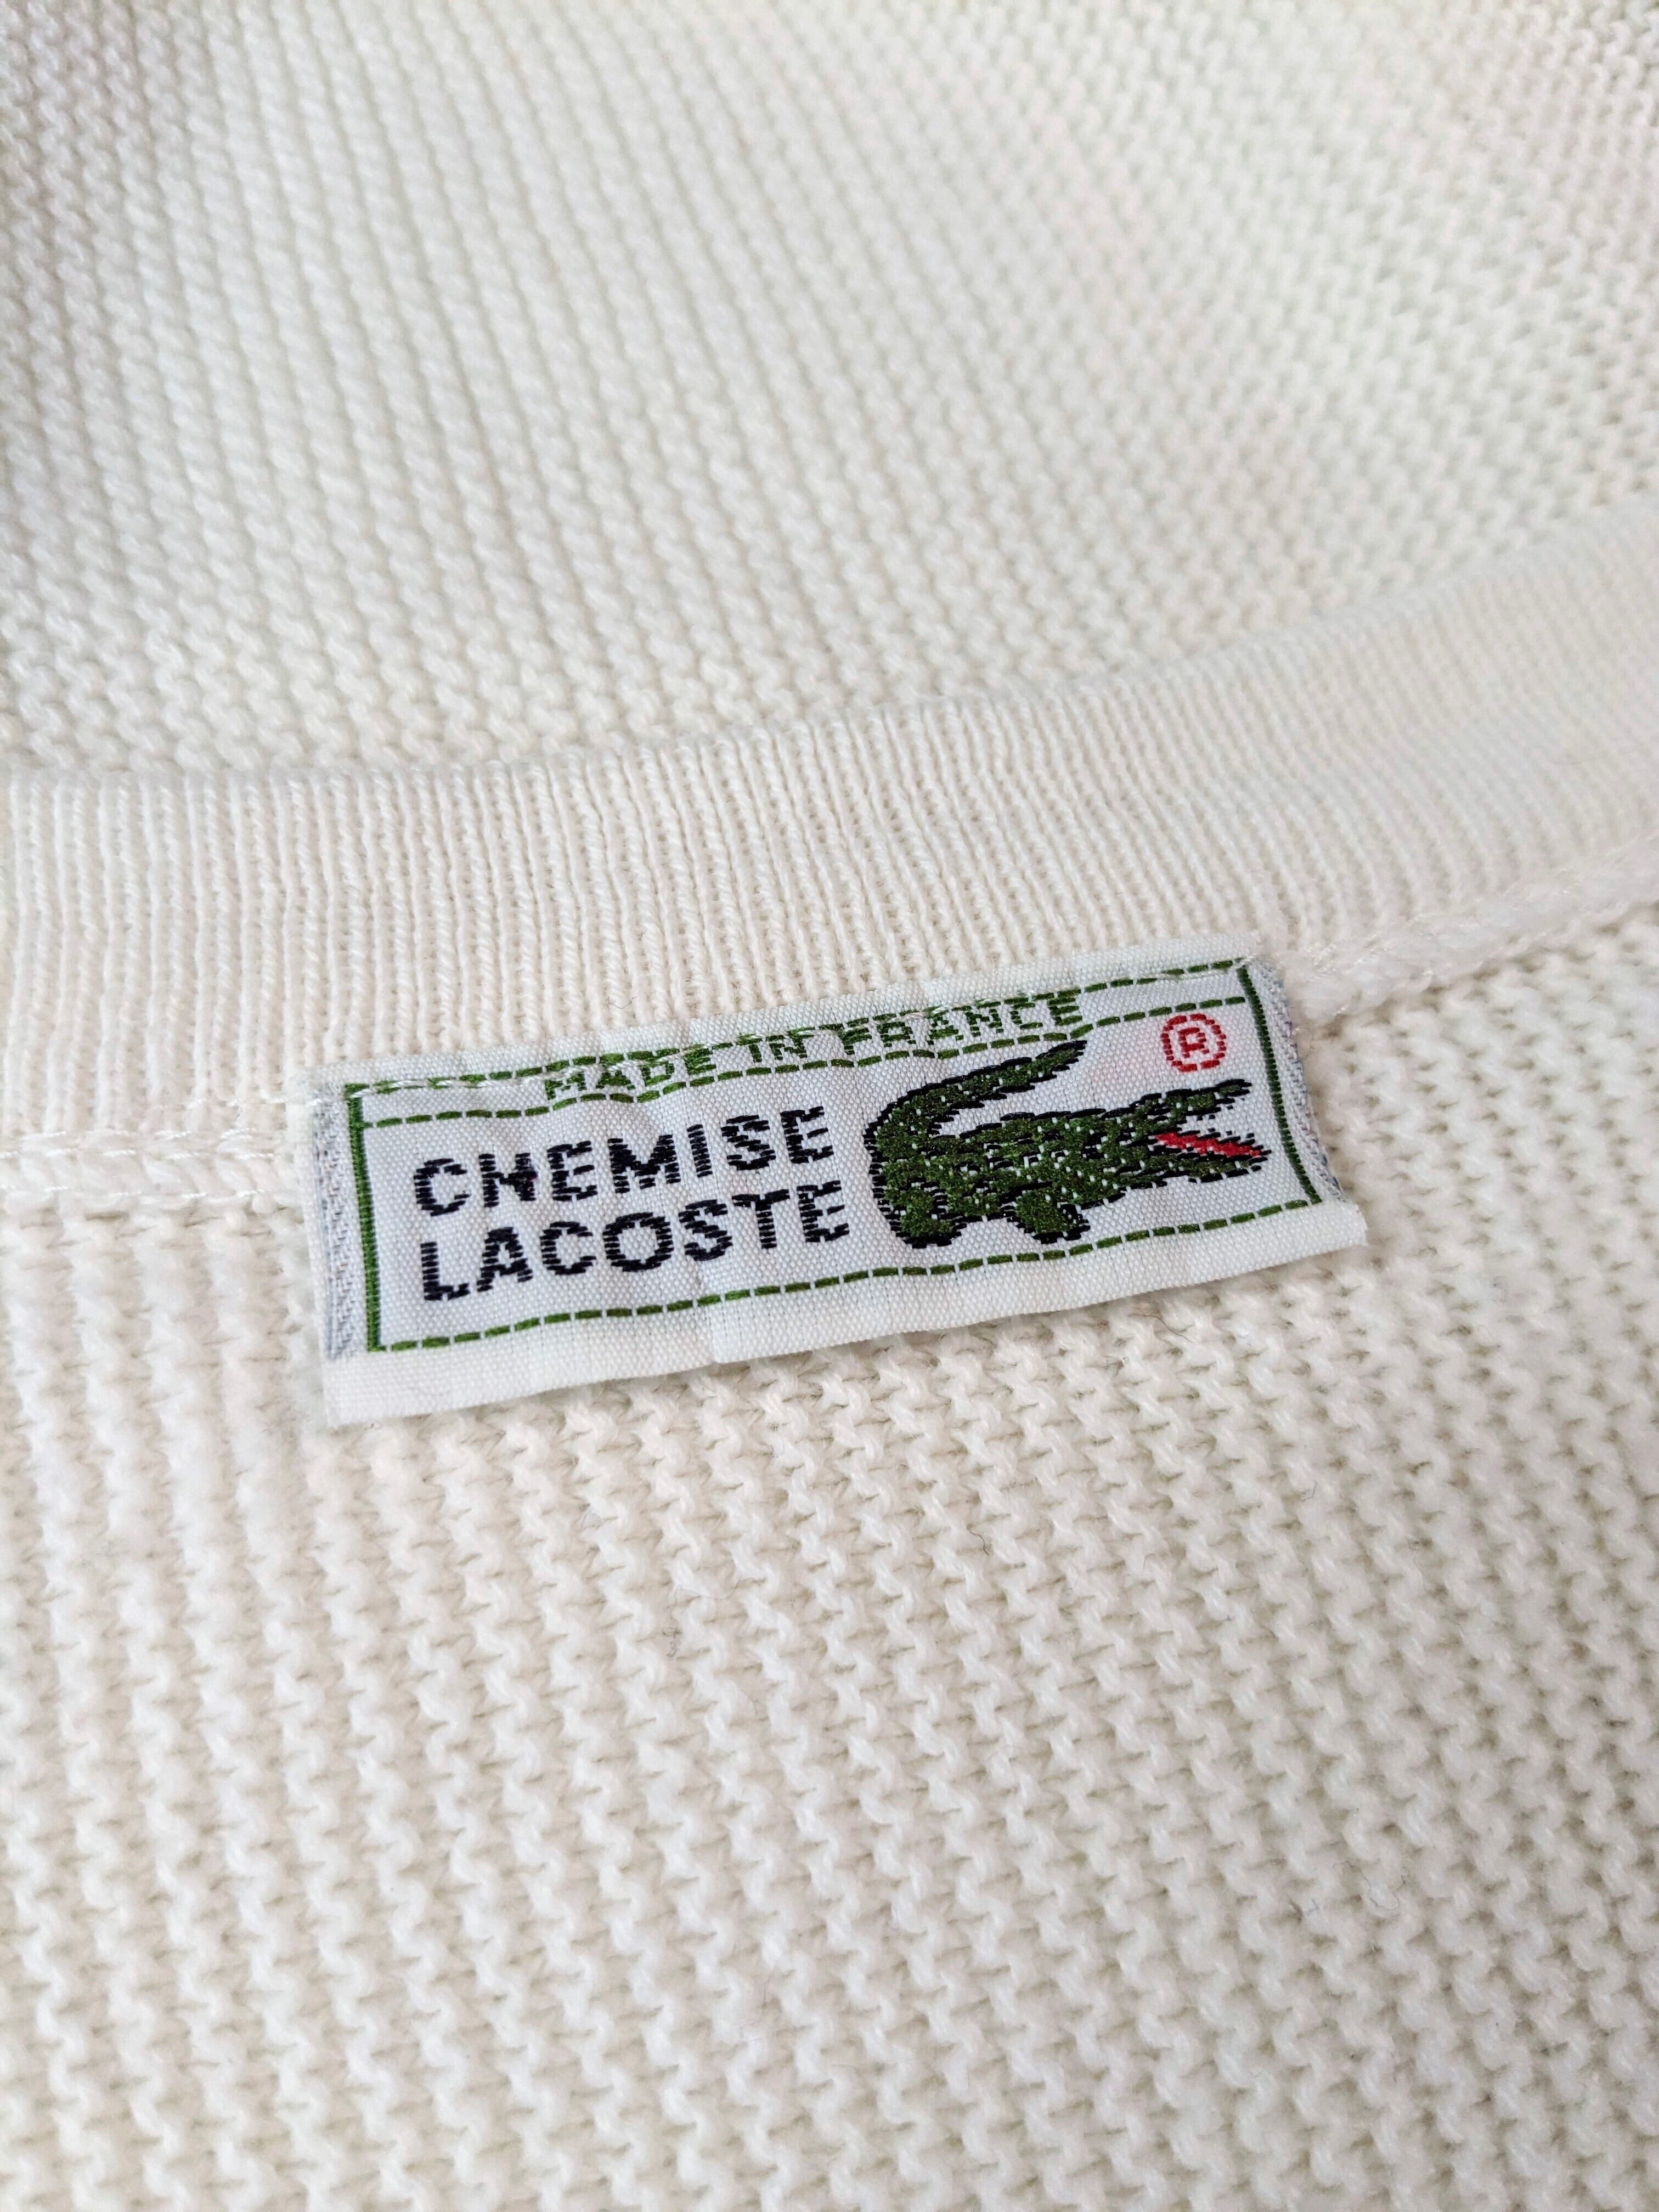 MADE IN FRANCE
®
CHEMISE
LACOSTE